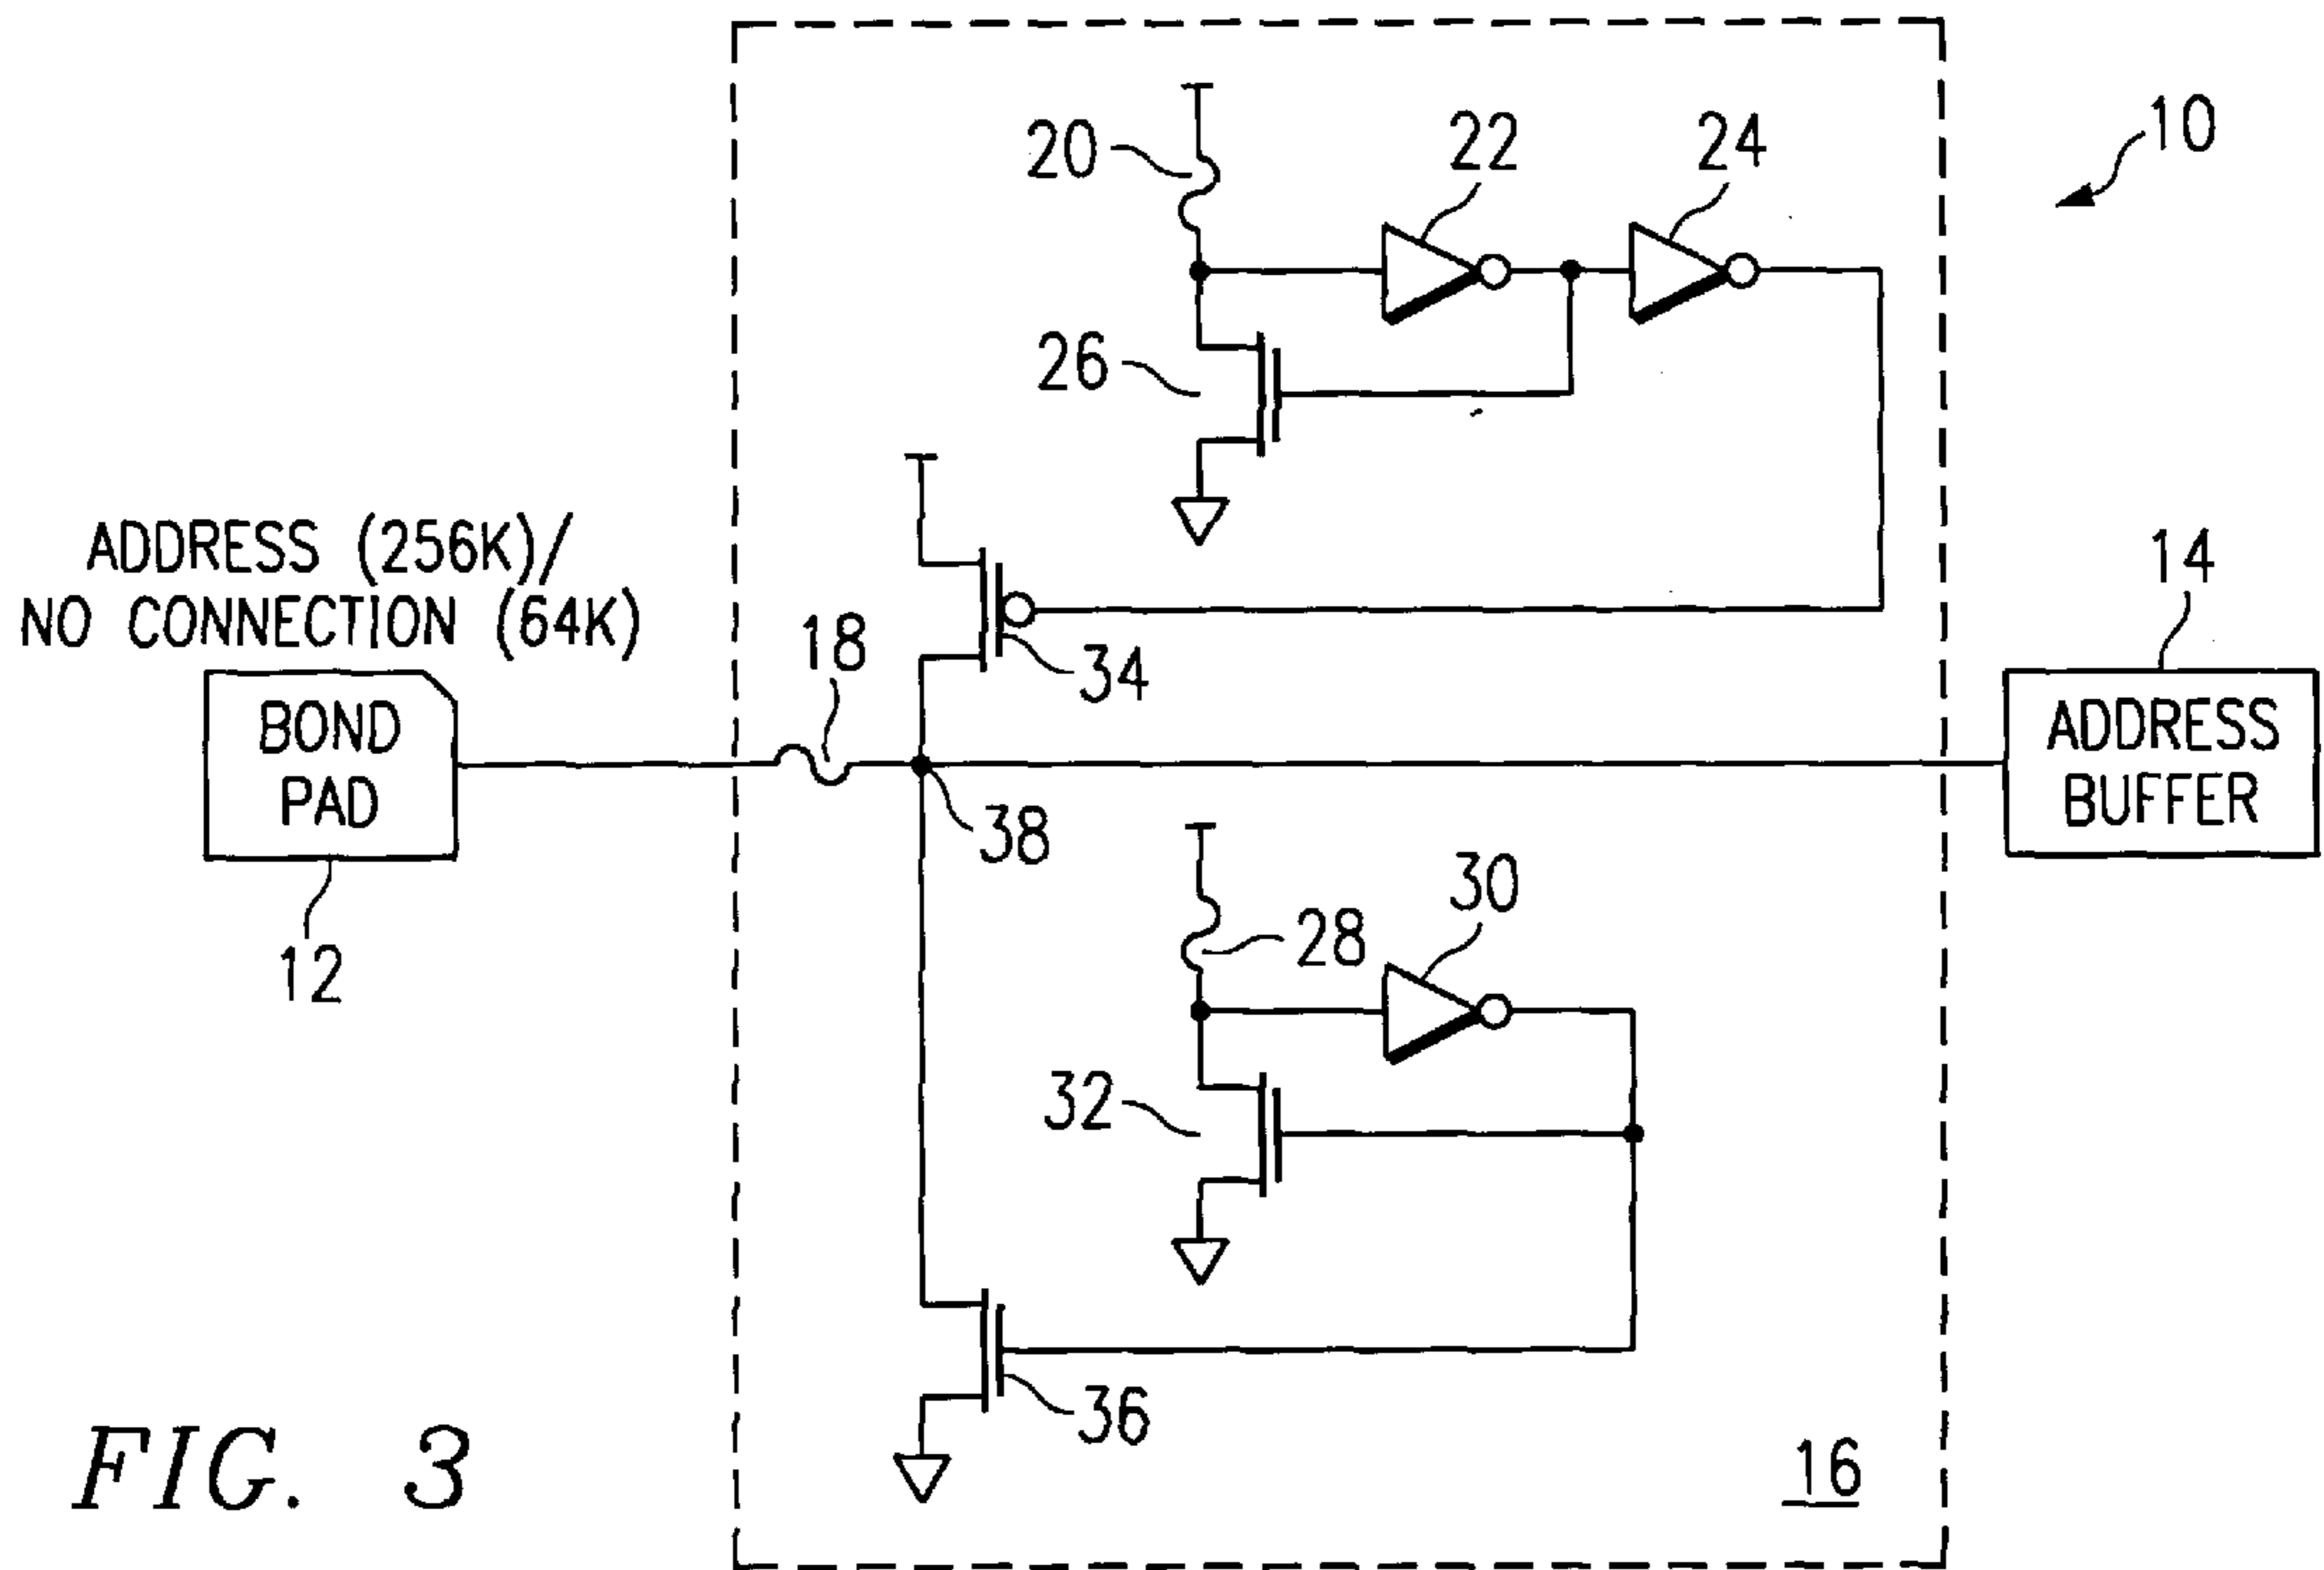 10
20
22
24
26
ADDRESS (256K)/
NO CONNECTION (64K)
18
34
14
BOND
PAD
ADDRESS
BUFFER
38
12
28
30
32
36
16
FIG. 3